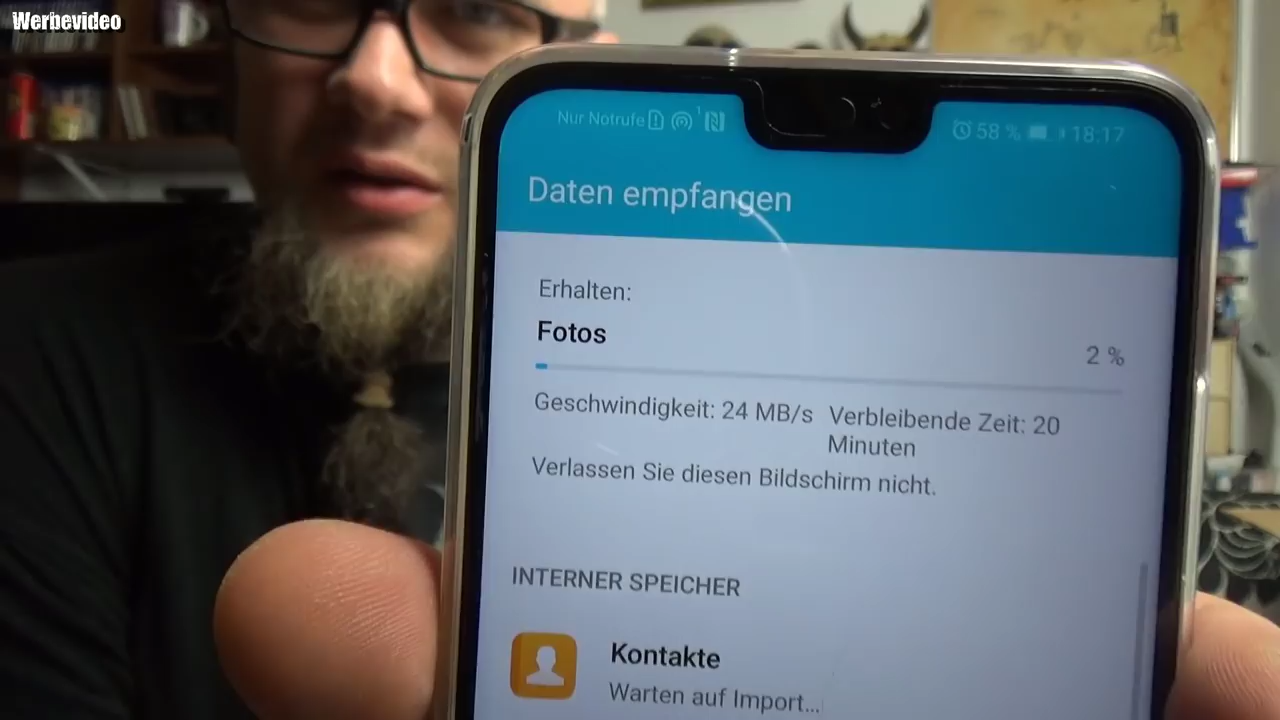 Werbevideo
Nur Notrufe 1
58 % 18:17
Daten empfangen
Erhalten:
Fotos
2 %
Geschwindigkeit: 24 MB/s
Verbleibende Zeit: 20
Minuten
Verlassen Sie diesen Bildschirm nicht.
INTERNER SPEICHER
Kontakte
Warten auf Import...